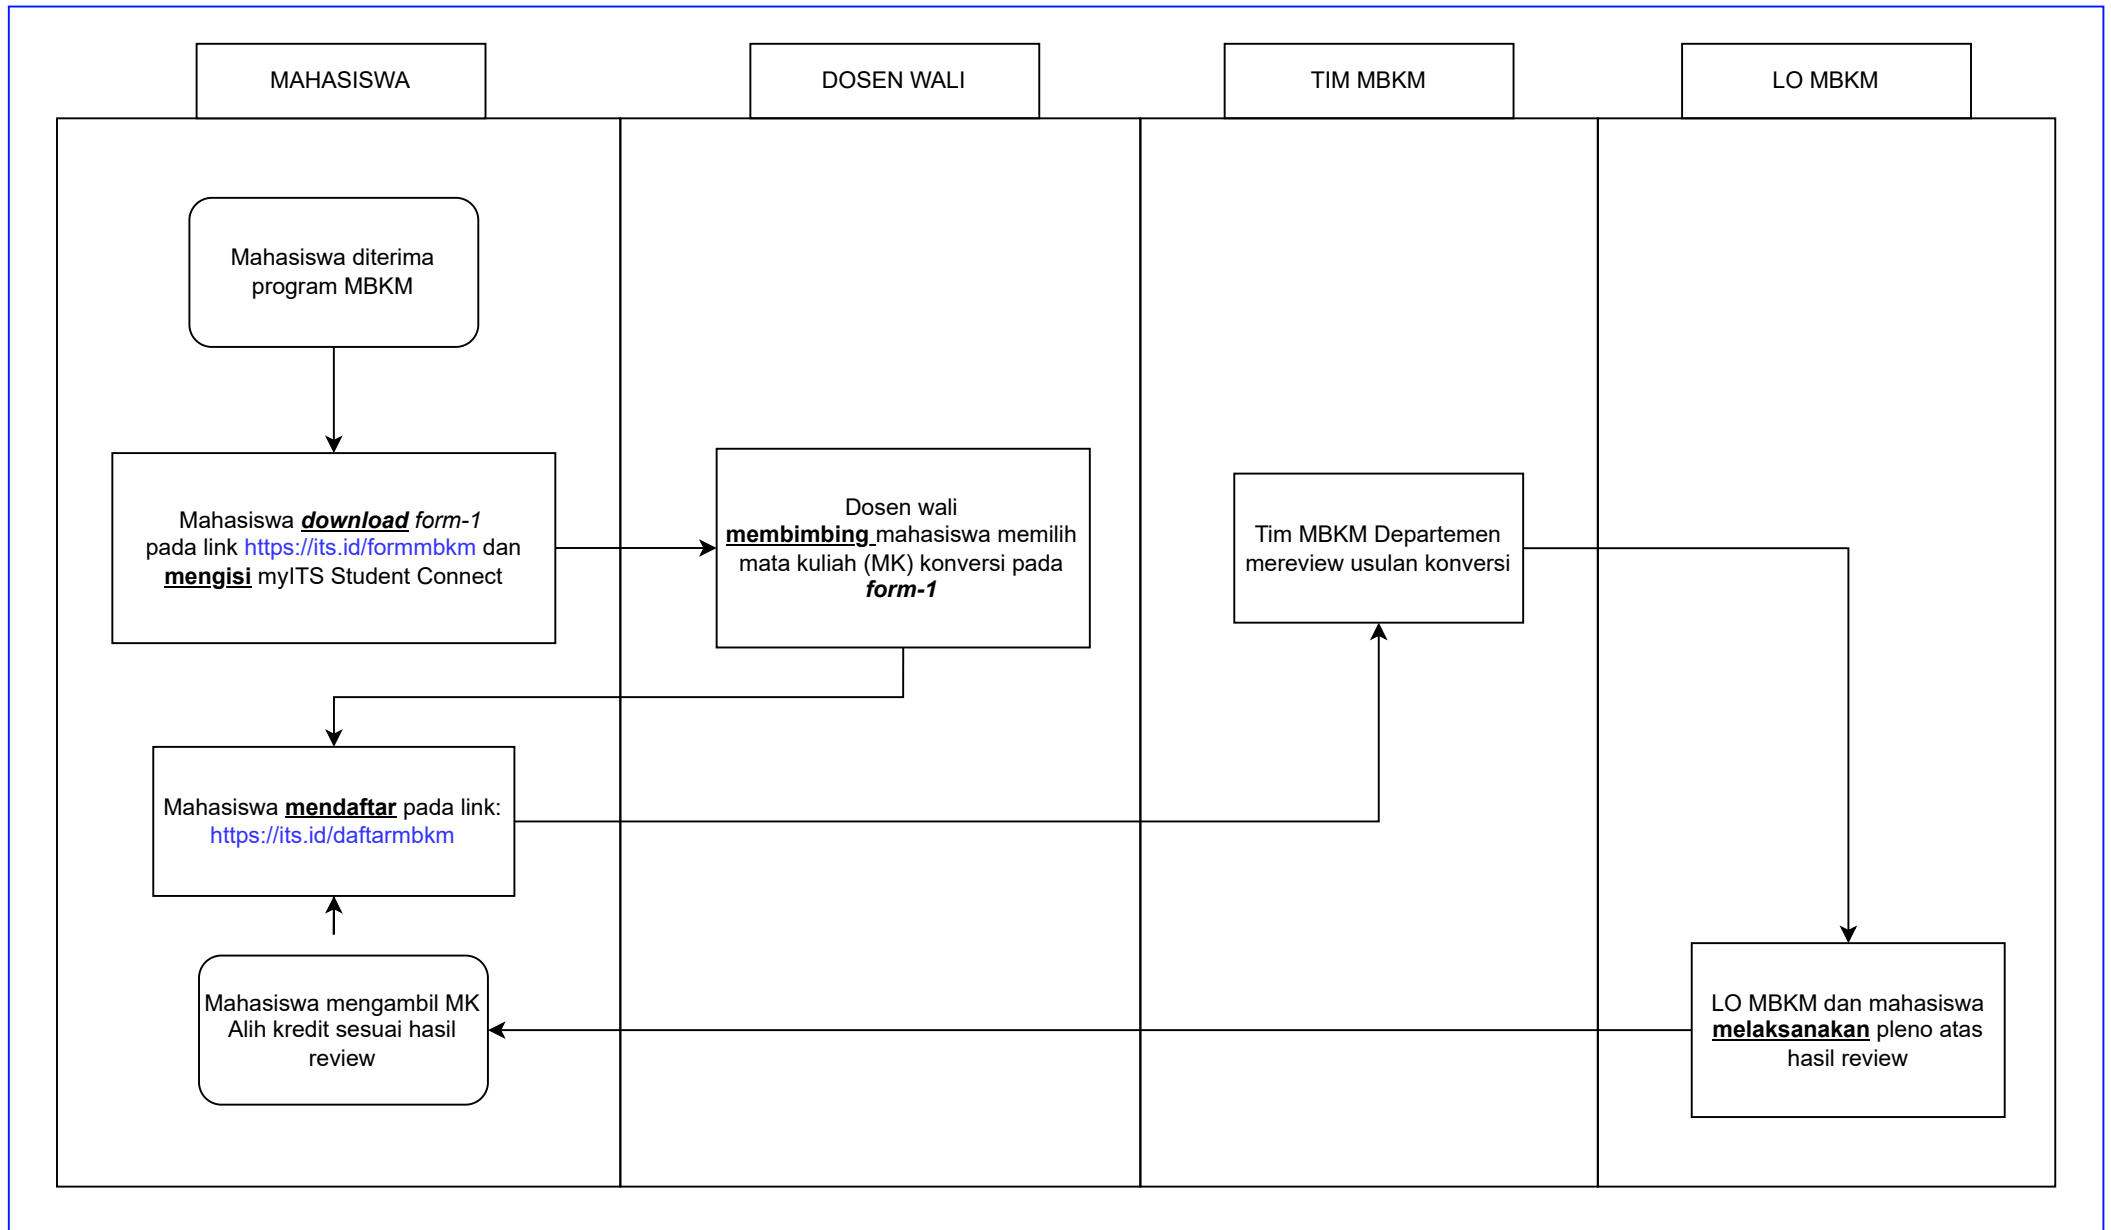 MAHASISWA
DOSEN WALI
TIM MBKM
LO MBKM
Mahasiswa diterima
program MBKM
Mahasiswa download form-1
pada link https://its.id/formmbkm dan
mengisi myITS Student Connect
Dosen wali
membimbing mahasiswa memilih
mata kuliah (MK) konversi pada
form-1
Tim MBKM Departemen
mereview usulan konversi
Mahasiswa mendaftar pada link:
https://its.id/daftarmbkm
LO MBKM dan mahasiswa
melaksanakan pleno atas
hasil review
Mahasiswa mengambil MK
Alih kredit sesuai hasil
review